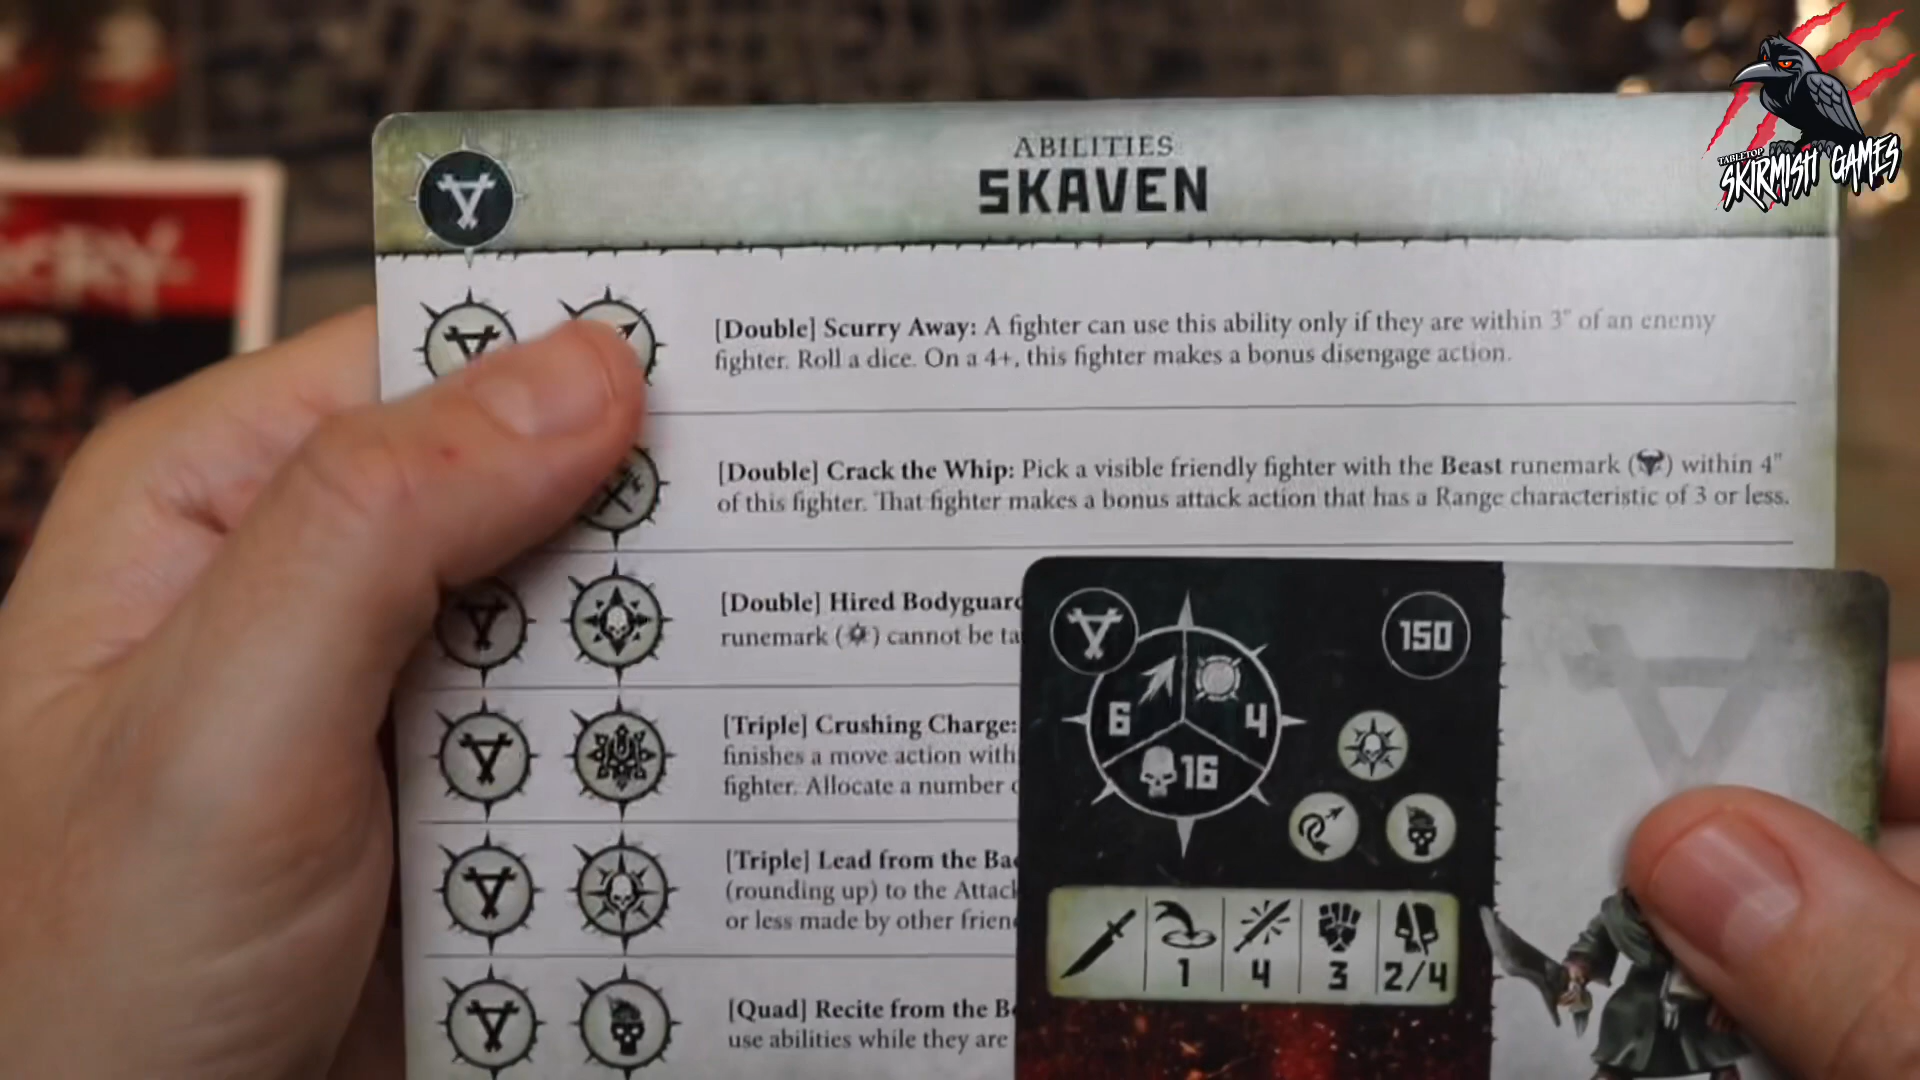 TABLETOP
SKIRMISH GAMES
ABILITIES
SKAVEN
[Double] Scurry Away: A fighter can use this ability only if they are within 3" of an enemy
fighter. Roll a dice. On a 4+, this fighter makes a bonus disengage action.
[Double] Crack the Whip: Pick a visible friendly fighter with the Beast runemark () within 4"
of this fighter. That fighter makes a bonus attack action that has a Range characteristic of 3 or less.
[Double] Hired Bodyguard
runemark () cannot be ta
[Triple] Crushing Charge:
finishes a move action with
fighter. Allocate a number
[Triple] Lead from the Ba
(rounding up) to the Attack
or less made by other frien
[Quad] Recite from the B
use abilities while they are
150
6
4
16
1 4 3 2/4